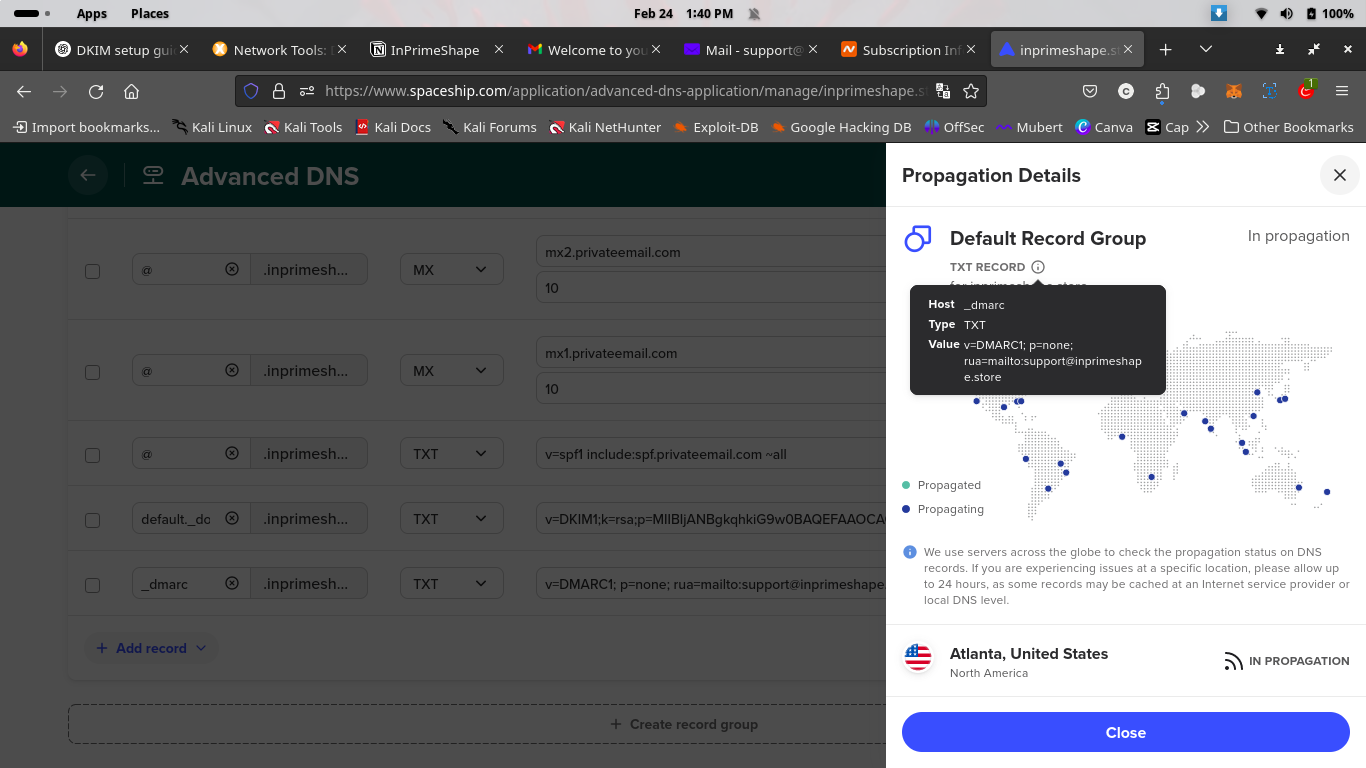 Apps Places Feb 24 1:40 PM 100%
DKIM setup gui Network Tools: InPrimeShape Welcome to you Mail - support@ Subscription Inf inprimeshape.st
https://www.spaceship.com/application/advanced-dns-application/manage/inprimeshape.st 1
Import bookmarks... Kali Linux Kali Tools Kali Docs Kali Forums Kali NetHunter Exploit-DB Google Hacking DB OffSec Mubert Canva Cap Other Bookmarks
Advanced DNS
@ .inprimesh... MX mx2.privateemail.com
10
@ .inprimesh... MX mx1.privateemail.com
10
@ .inprimesh... TXT v=spf1 include:spf.privateemail.com ~all
default._do .inprimesh... TXT v=DKIM1;k=rsa;p=MIIBIjANBgkqhkiG9w0BAQEFAAOCA
_dmarc .inprimesh... TXT v=DMARC1; p=none; rua=mailto:support@inprimeshape.
+ Add record
+ Create record group
Propagation Details
Default Record Group In propagation
TXT RECORD
Host _dmarc
Type TXT
Value v=DMARC1; p=none;
rua=mailto:support@inprimeshap
e.store
Propagated
Propagating
We use servers across the globe to check the propagation status on DNS
records. If you are experiencing issues at a specific location, please allow up
to 24 hours, as some records may be cached at an Internet service provider or
local DNS level.
Atlanta, United States IN PROPAGATION
North America
Close